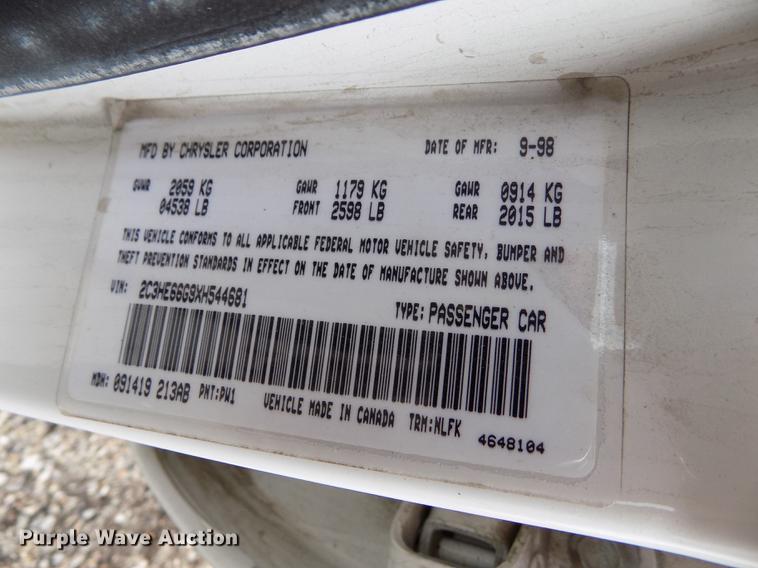 MFD BY CHRYSLER CORPORATION DATE OF MFR: 9-98
GVWR 2059 KG GAWR 1179 KG GAWR 0914 KG
04538 LB FRONT 2598 LB REAR 2015 LB
THIS VEHICLE CONFORMS TO ALL APPLICABLE FEDERAL MOTOR VEHICLE SAFETY, BUMPER AND
THEFT PREVENTION STANDARDS IN EFFECT ON THE DATE OF MANUFACTURE SHOWN ABOVE.
VIN: 2C3HE66G9XH544681 TYPE: PASSENGER CAR
MDH: 091419 213AB PNT:PW1 VEHICLE MADE IN CANADA TRM:NLFK
4648104
Purple Wave Auction